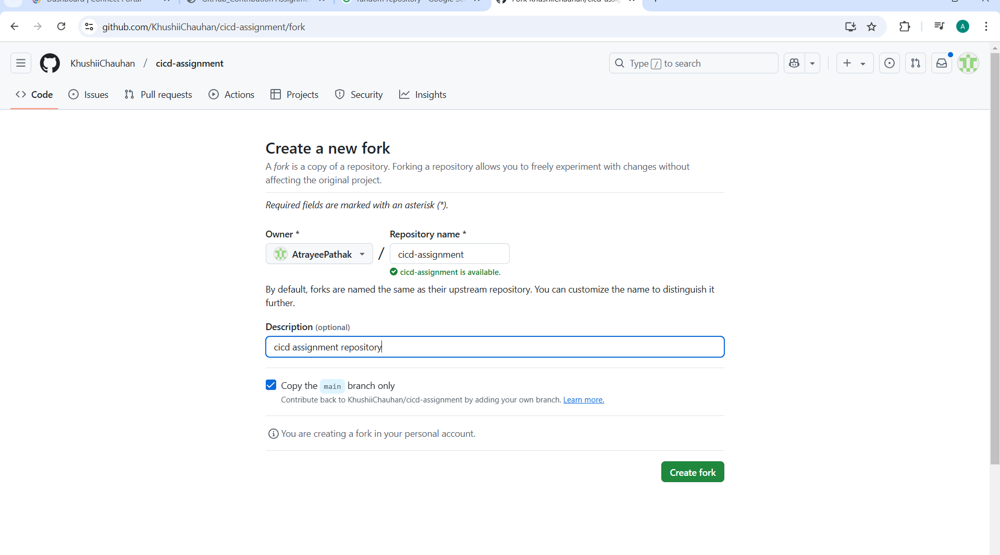 Dashboard | Connect Portal
GitHub_Contribution Assignme
random repository - Google Se
Fork KhushiiChauhan/cicd-assig
github.com/KhushiiChauhan/cicd-assignment/fork
A
KhushiiChauhan / cicd-assignment
Type / to search
Code
Issues
Pull requests
Actions
Projects
Security
Insights
Create a new fork
A fork is a copy of a repository. Forking a repository allows you to freely experiment with changes without
affecting the original project.
Required fields are marked with an asterisk (*).
Owner *
Repository name *
AtrayeePathak / cicd-assignment
cicd-assignment is available.
By default, forks are named the same as their upstream repository. You can customize the name to distinguish it
further.
Description (optional)
cicd assignment repository
Copy the main branch only
Contribute back to KhushiiChauhan/cicd-assignment by adding your own branch. Learn more.
You are creating a fork in your personal account.
Create fork